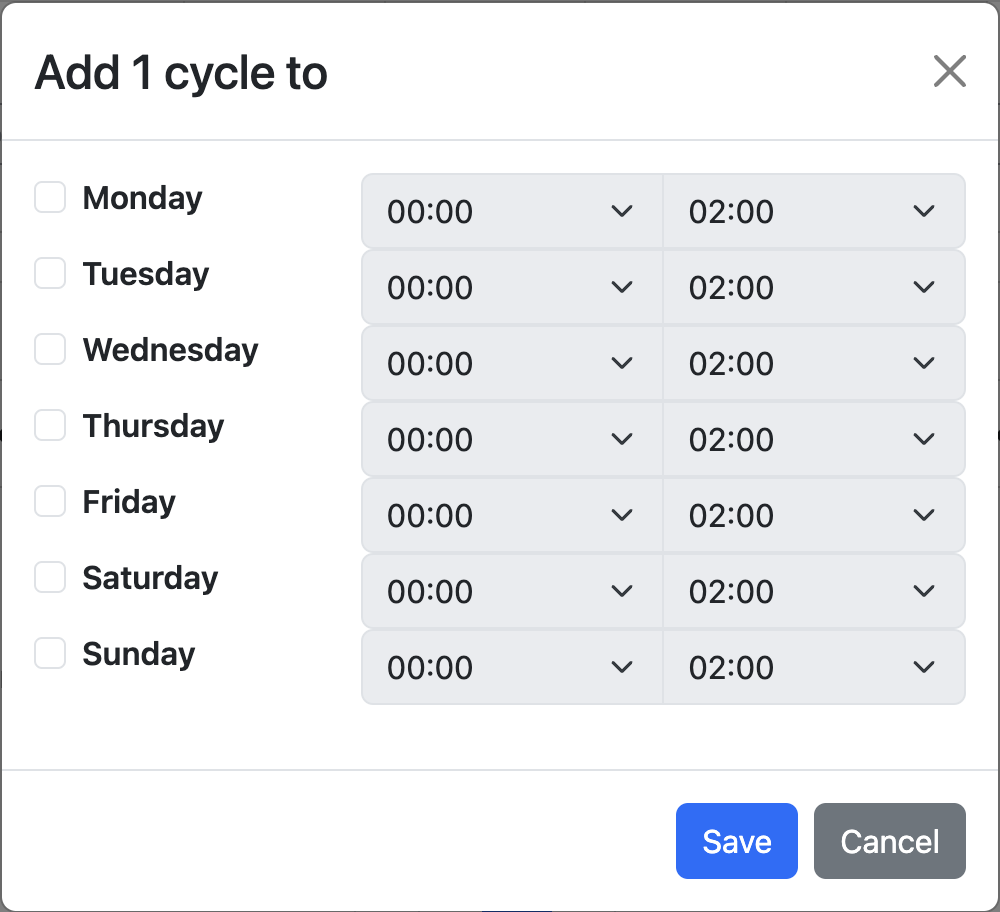 Add 1 cycle to
Monday 00:00 02:00
Tuesday 00:00 02:00
Wednesday 00:00 02:00
Thursday 00:00 02:00
Friday 00:00 02:00
Saturday 00:00 02:00
Sunday 00:00 02:00
Save Cancel